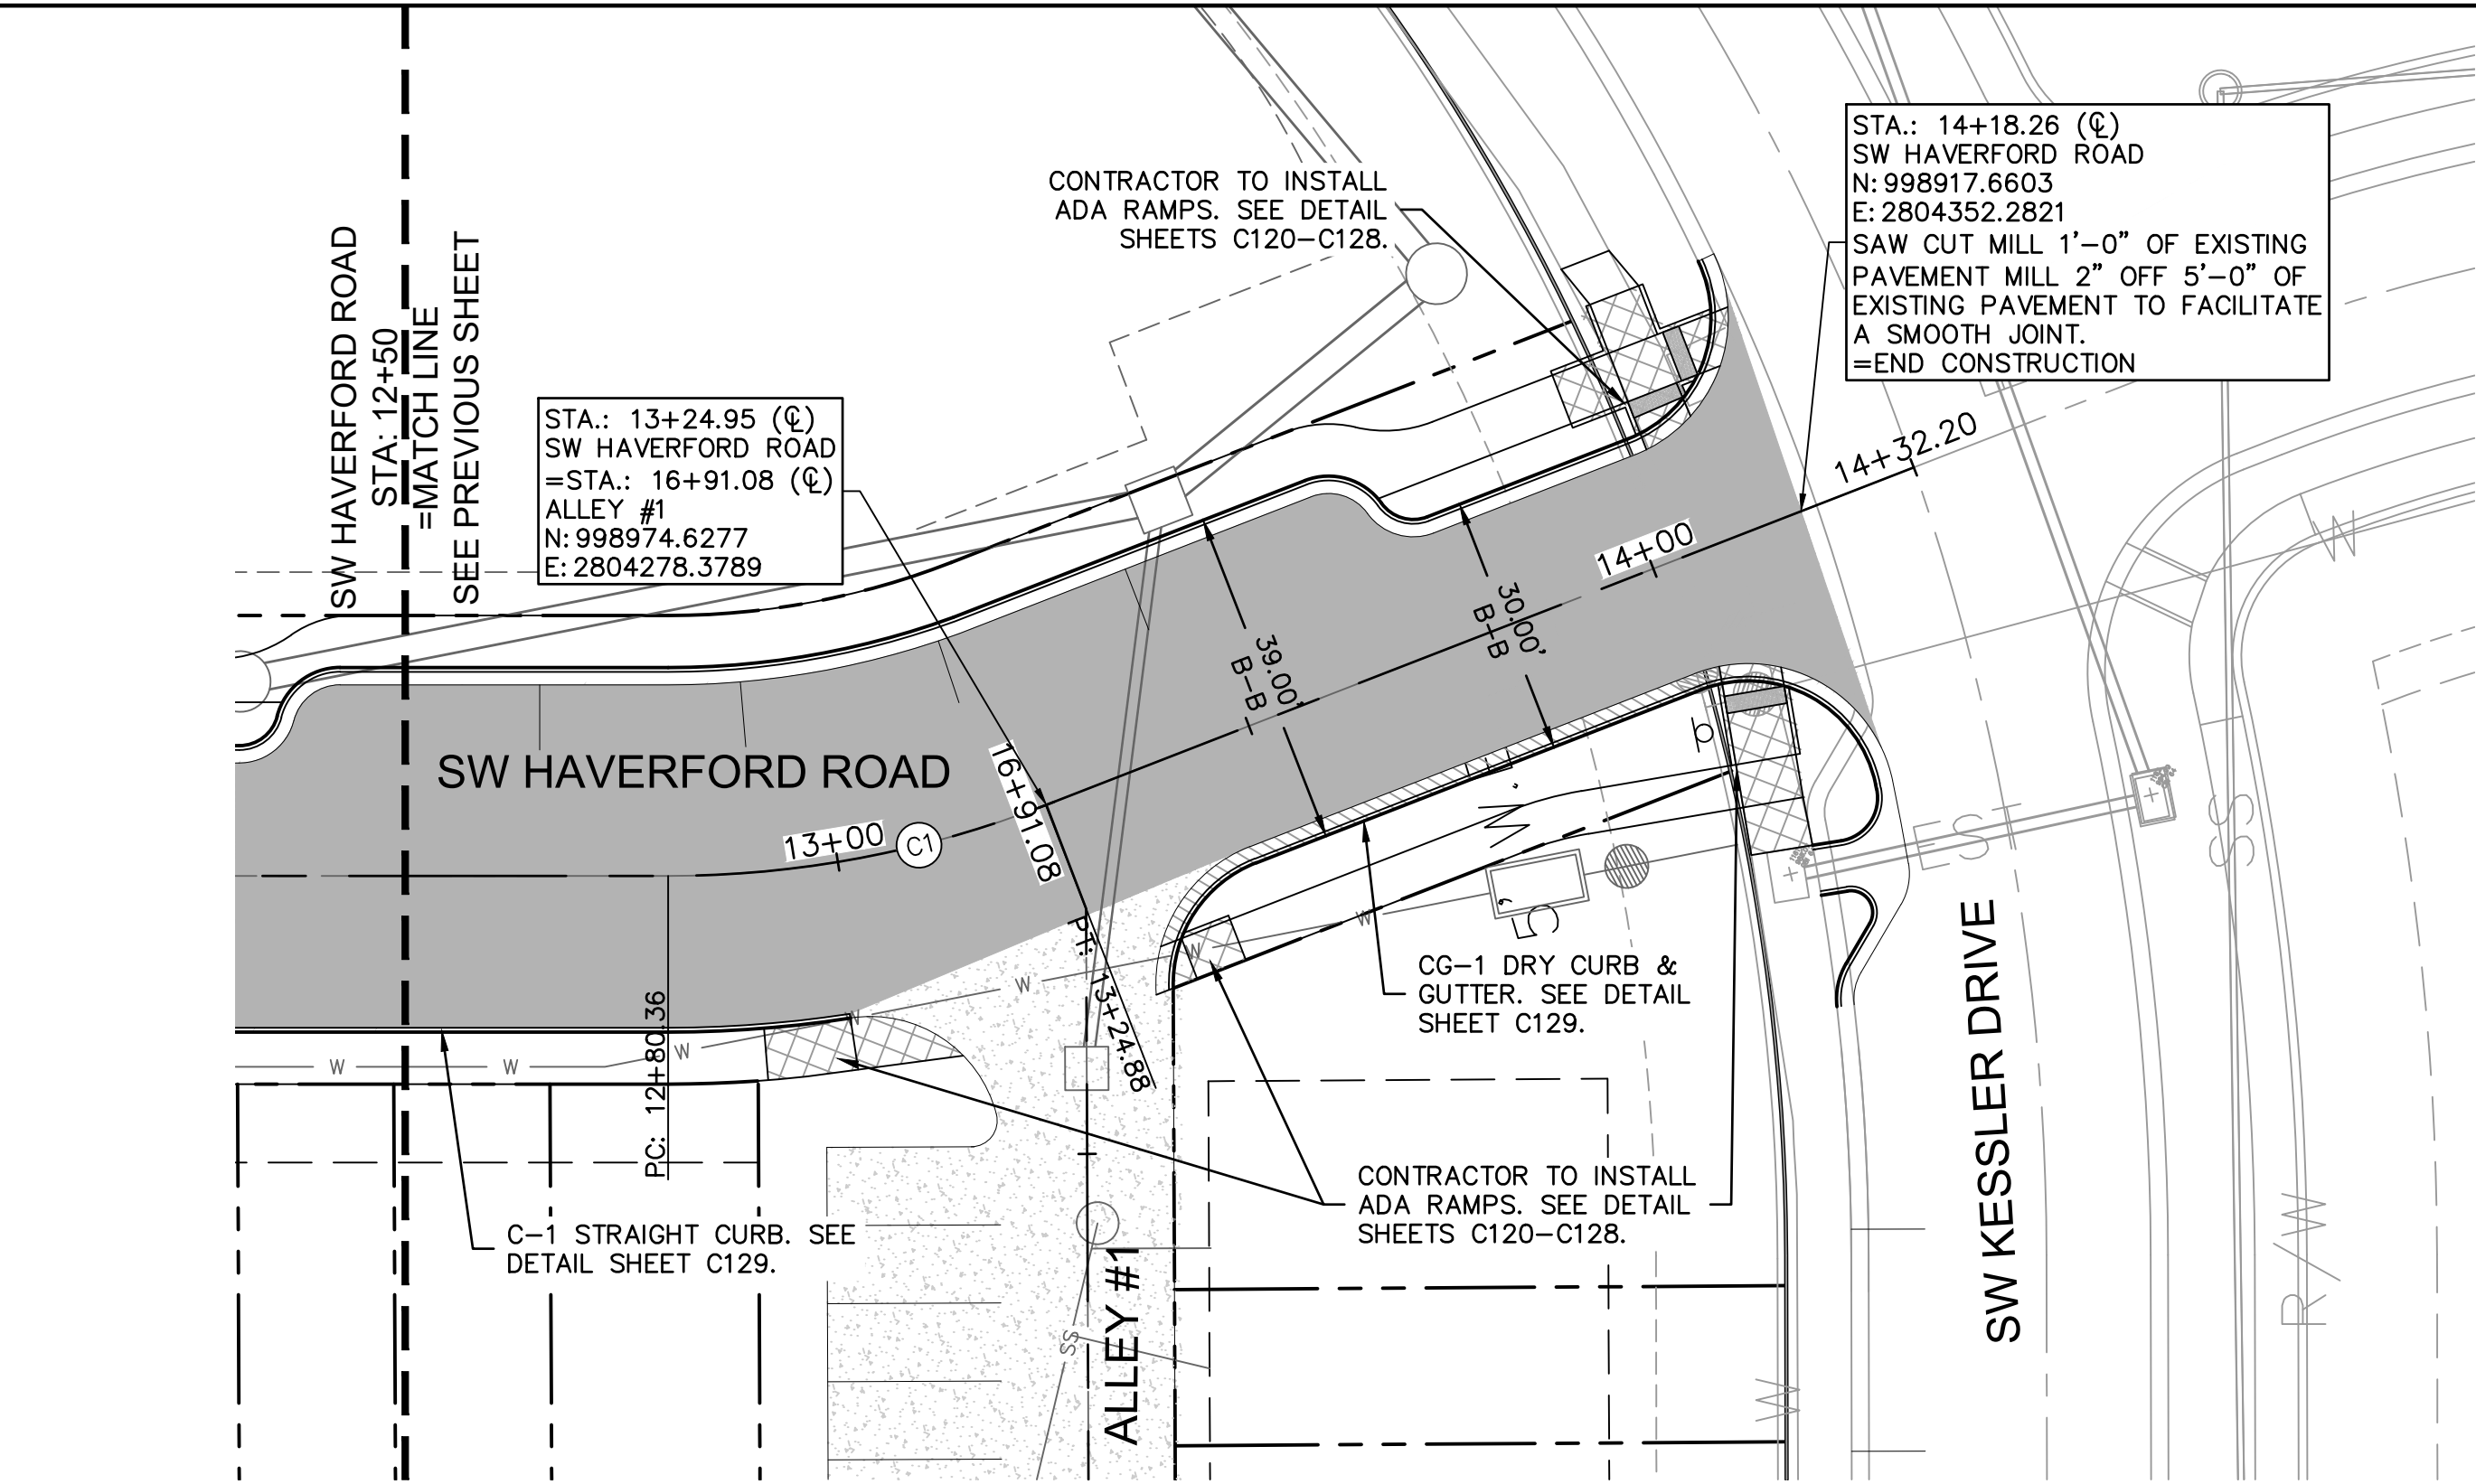 SW HAVERFORD ROAD
STA: 12+50
=MATCH LINE
SEE PREVIOUS SHEET
STA.: 13+24.95 (℄)
SW HAVERFORD ROAD
=STA.: 16+91.08 (℄)
ALLEY #1
N: 998974.6277
E: 2804278.3789
CONTRACTOR TO INSTALL
ADA RAMPS. SEE DETAIL
SHEETS C120-C128.
STA.: 14+18.26 (℄)
SW HAVERFORD ROAD
N: 998917.6603
E: 2804352.2821
SAW CUT MILL 1'-0" OF EXISTING
PAVEMENT MILL 2" OFF 5'-0" OF
EXISTING PAVEMENT TO FACILITATE
A SMOOTH JOINT.
=END CONSTRUCTION
14+32.20
14+00
30.00'
B-B
39.00'
B-B
SW HAVERFORD ROAD
13+00
C1
16+91.08
PT: 13+24.88
PC: 12+80.36
W
W
W
W
W
W
W
W
W
W
SS
ST
SS
R/W
CG-1 DRY CURB &
GUTTER. SEE DETAIL
SHEET C129.
CONTRACTOR TO INSTALL
ADA RAMPS. SEE DETAIL
SHEETS C120-C128.
C-1 STRAIGHT CURB. SEE
DETAIL SHEET C129.
ALLEY #1
SW KESSLER DRIVE